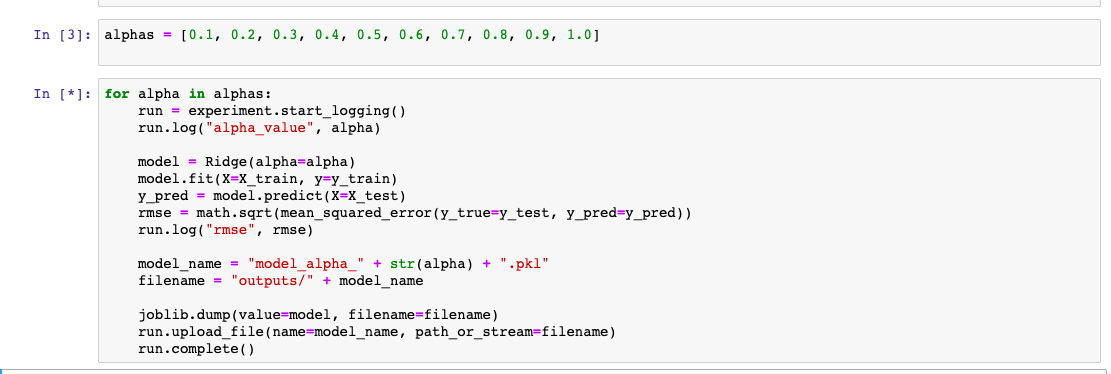 In [3]: alphas = [0.1, 0.2, 0.3, 0.4, 0.5, 0.6, 0.7, 0.8, 0.9, 1.0]
In [*]: for alpha in alphas:
run = experiment.start_logging()
run.log("alpha_value", alpha)
model = Ridge(alpha=alpha)
model.fit(X=X_train, y=y_train)
y_pred = model.predict(X=X_test)
rmse = math.sqrt(mean_squared_error(y_true=y_test, y_pred=y_pred))
run.log("rmse", rmse)
model_name = "model_alpha_" + str(alpha) + ".pkl"
filename = "outputs/" + model_name
joblib.dump(value=model, filename=filename)
run.upload_file(name=model_name, path_or_stream=filename)
run.complete()